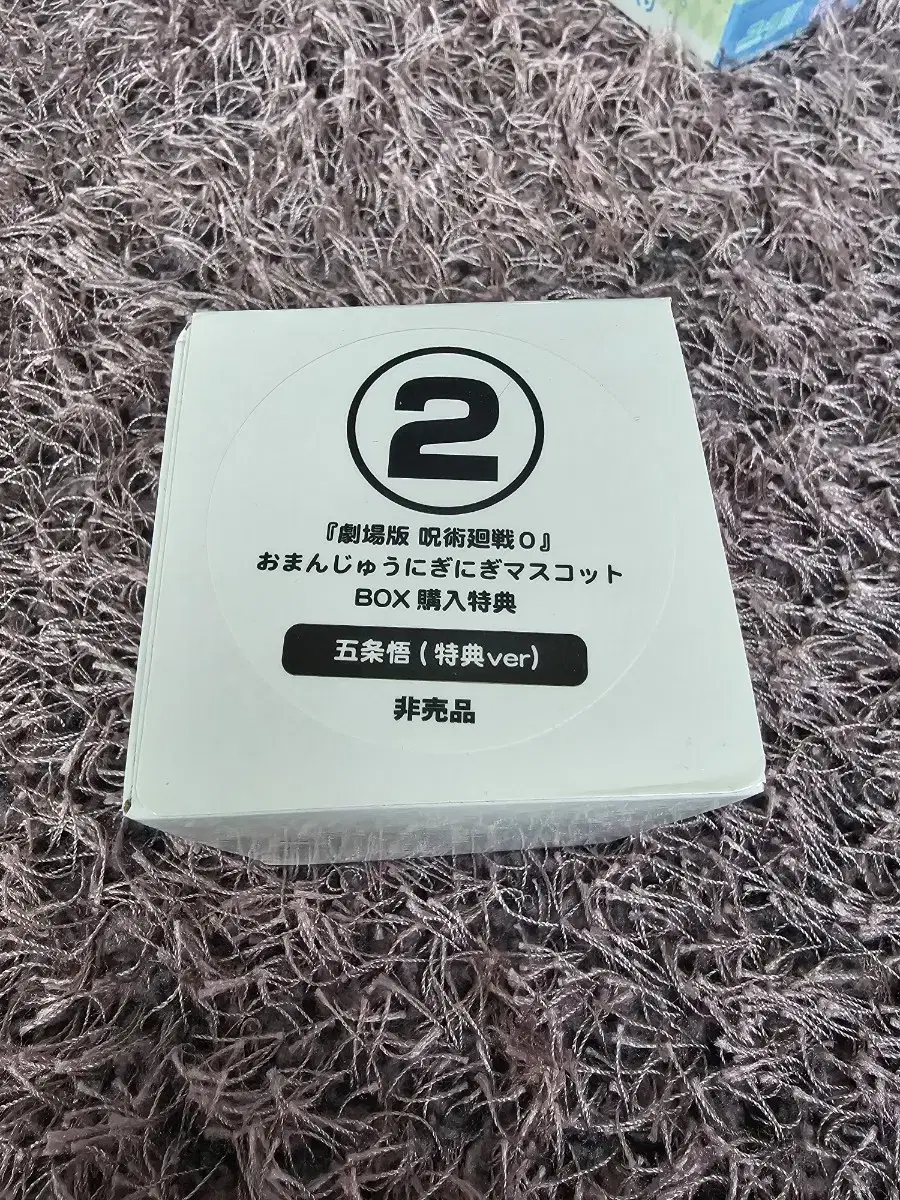 2
『劇場版 呪術廻戦０』
おまんじゅうにぎにぎマスコット
BOX 購入特典
五条悟 (特典ver)
非売品